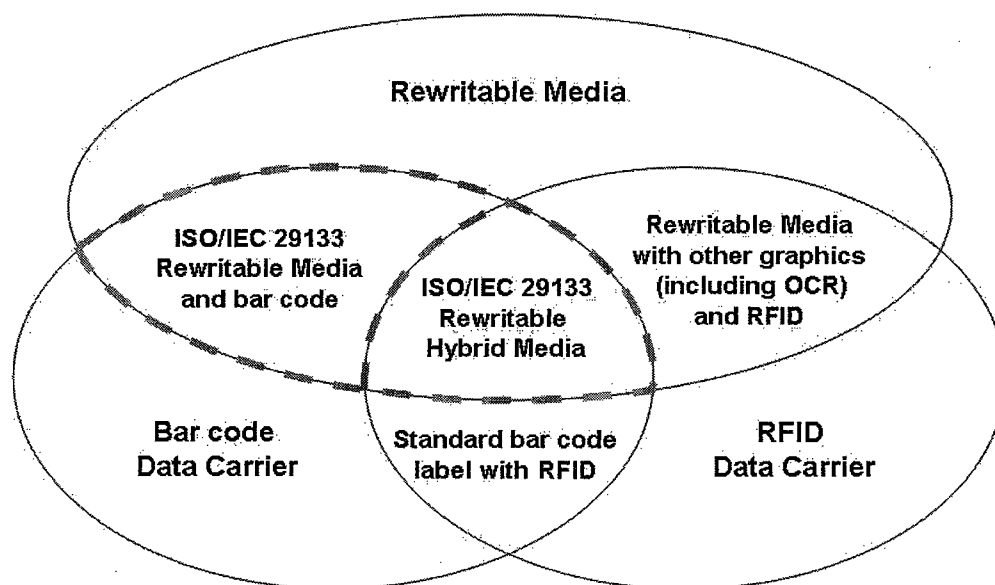 Rewritable Media
ISO/IEC 29133
Rewritable Media
and bar code
ISO/IEC 29133
Rewritable
Hybrid Media
Rewritable Media
with other graphics
(including OCR)
and RFID
Bar code
Data Carrier
Standard bar code
label with RFID
RFID
Data Carrier